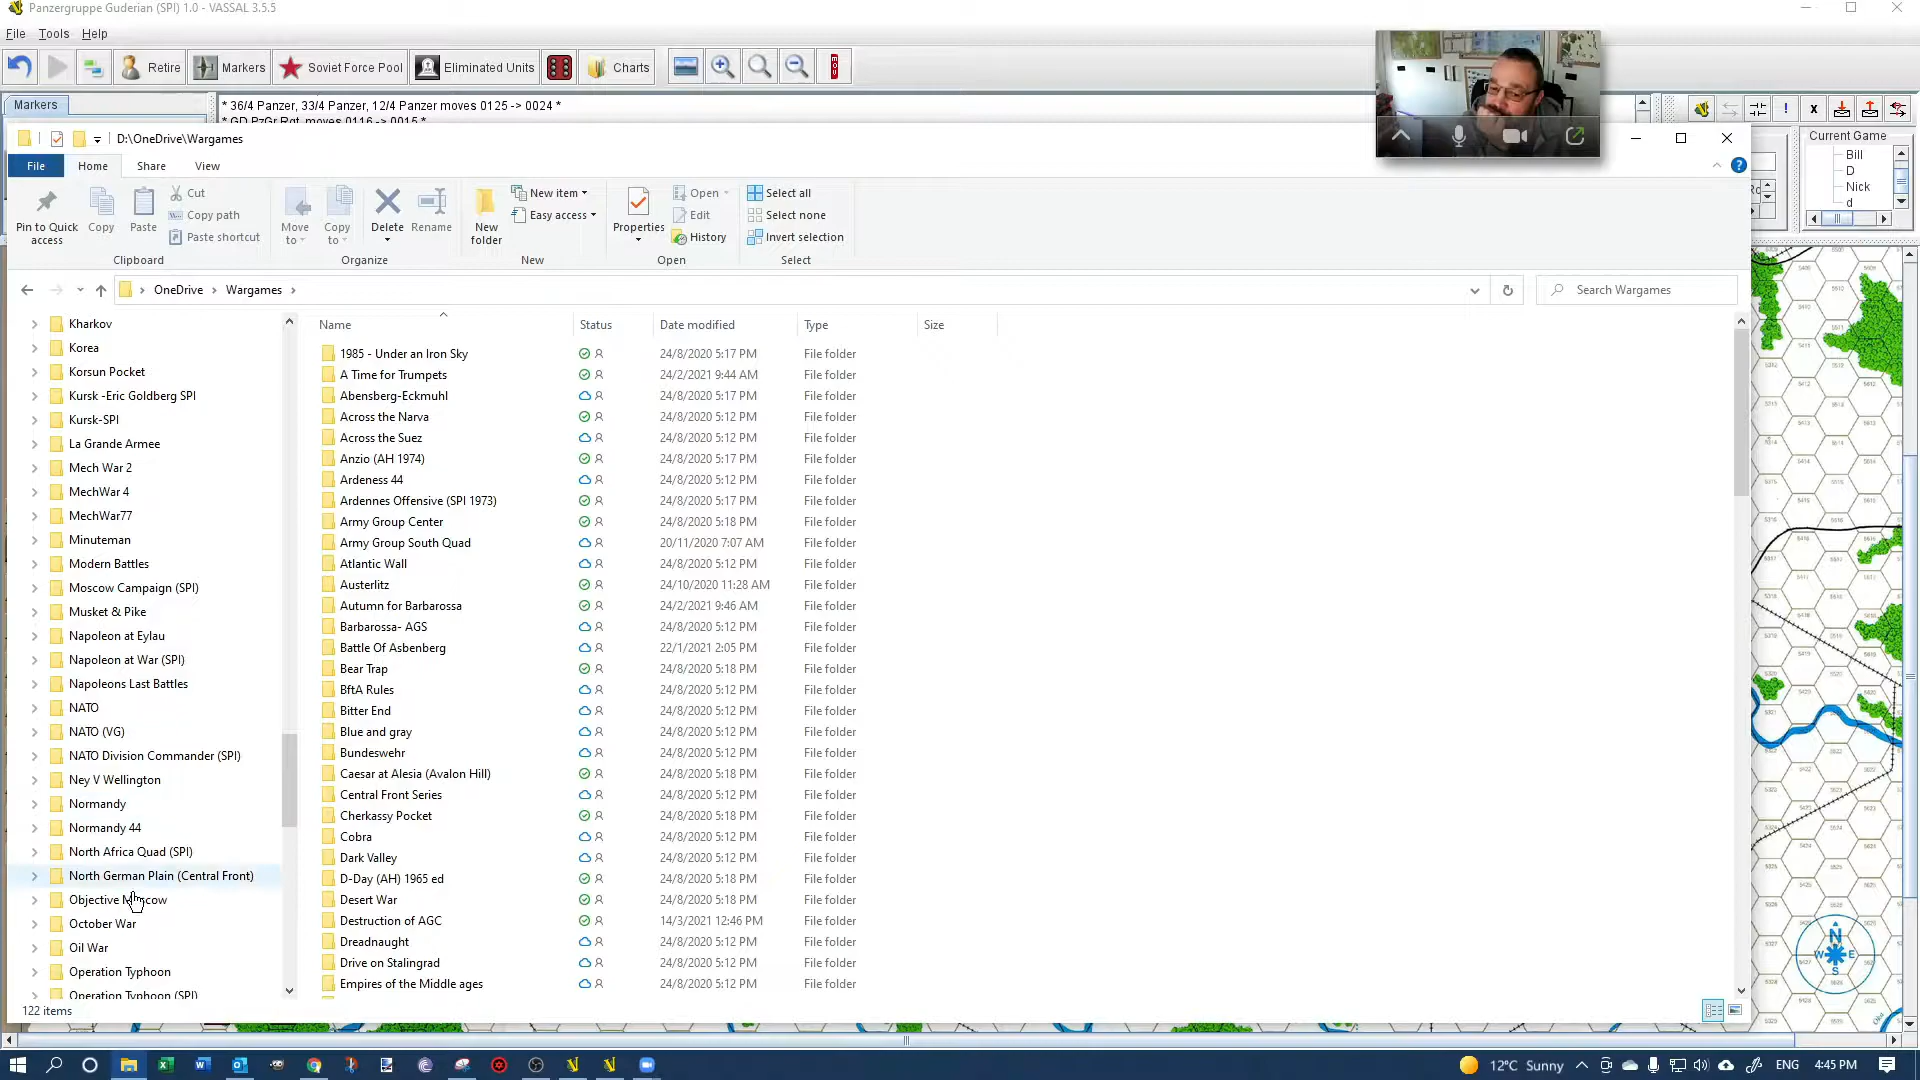 Panzergruppe Guderian (SPI) 1.0 - VASSAL 3.5.5
File Tools Help
Retire Markers Soviet Force Pool Eliminated Units Charts
Markers
* 36/4 Panzer, 33/4 Panzer, 12/4 Panzer moves 0125 -> 0024 *
* GD PzGr Rgt. moves 0116 -> 0015 *
Current Game
Bill
D
Nick
d
D:\OneDrive\Wargames
File Home Share View
Pin to Quick access
Copy
Paste
Cut
Copy path
Paste shortcut
Clipboard
Move to
Copy to
Delete
Rename
Organize
New folder
New item
Easy access
New
Properties
Open
Edit
History
Open
Select all
Select none
Invert selection
Select
OneDrive > Wargames >
Search Wargames
Kharkov
Korea
Korsun Pocket
Kursk -Eric Goldberg SPI
Kursk-SPI
La Grande Armee
Mech War 2
MechWar 4
MechWar77
Minuteman
Modern Battles
Moscow Campaign (SPI)
Musket & Pike
Napoleon at Eylau
Napoleon at War (SPI)
Napoleons Last Battles
NATO
NATO (VG)
NATO Division Commander (SPI)
Ney V Wellington
Normandy
Normandy 44
North Africa Quad (SPI)
North German Plain (Central Front)
Objective Moscow
October War
Oil War
Operation Typhoon
Operation Typhoon (SPI)
Name Status Date modified Type Size
1985 - Under an Iron Sky 24/8/2020 5:17 PM File folder
A Time for Trumpets 24/2/2021 9:44 AM File folder
Abensberg-Eckmuhl 24/8/2020 5:17 PM File folder
Across the Narva 24/8/2020 5:12 PM File folder
Across the Suez 24/8/2020 5:12 PM File folder
Anzio (AH 1974) 24/8/2020 5:17 PM File folder
Ardeness 44 24/8/2020 5:12 PM File folder
Ardennes Offensive (SPI 1973) 24/8/2020 5:17 PM File folder
Army Group Center 24/8/2020 5:18 PM File folder
Army Group South Quad 20/11/2020 7:07 AM File folder
Atlantic Wall 24/8/2020 5:12 PM File folder
Austerlitz 24/10/2020 11:28 AM File folder
Autumn for Barbarossa 24/2/2021 9:46 AM File folder
Barbarossa- AGS 24/8/2020 5:12 PM File folder
Battle Of Asbenberg 22/1/2021 2:05 PM File folder
Bear Trap 24/8/2020 5:18 PM File folder
BftA Rules 24/8/2020 5:12 PM File folder
Bitter End 24/8/2020 5:12 PM File folder
Blue and gray 24/8/2020 5:12 PM File folder
Bundeswehr 24/8/2020 5:12 PM File folder
Caesar at Alesia (Avalon Hill) 24/8/2020 5:18 PM File folder
Central Front Series 24/8/2020 5:12 PM File folder
Cherkassy Pocket 24/8/2020 5:18 PM File folder
Cobra 24/8/2020 5:12 PM File folder
Dark Valley 24/8/2020 5:12 PM File folder
D-Day (AH) 1965 ed 24/8/2020 5:18 PM File folder
Desert War 24/8/2020 5:18 PM File folder
Destruction of AGC 14/3/2021 12:46 PM File folder
Dreadnaught 24/8/2020 5:12 PM File folder
Drive on Stalingrad 24/8/2020 5:12 PM File folder
Empires of the Middle ages 24/8/2020 5:12 PM File folder
122 items
N
W E
S
12°C Sunny
ENG
4:45 PM